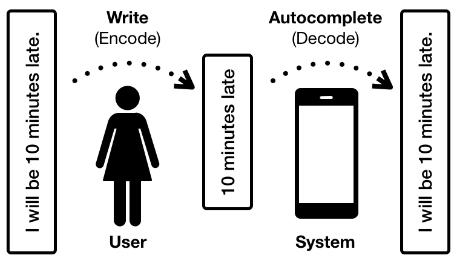 I will be 10 minutes late.
Write
(Encode)
User
10 minutes late
Autocomplete
(Decode)
System
I will be 10 minutes late.